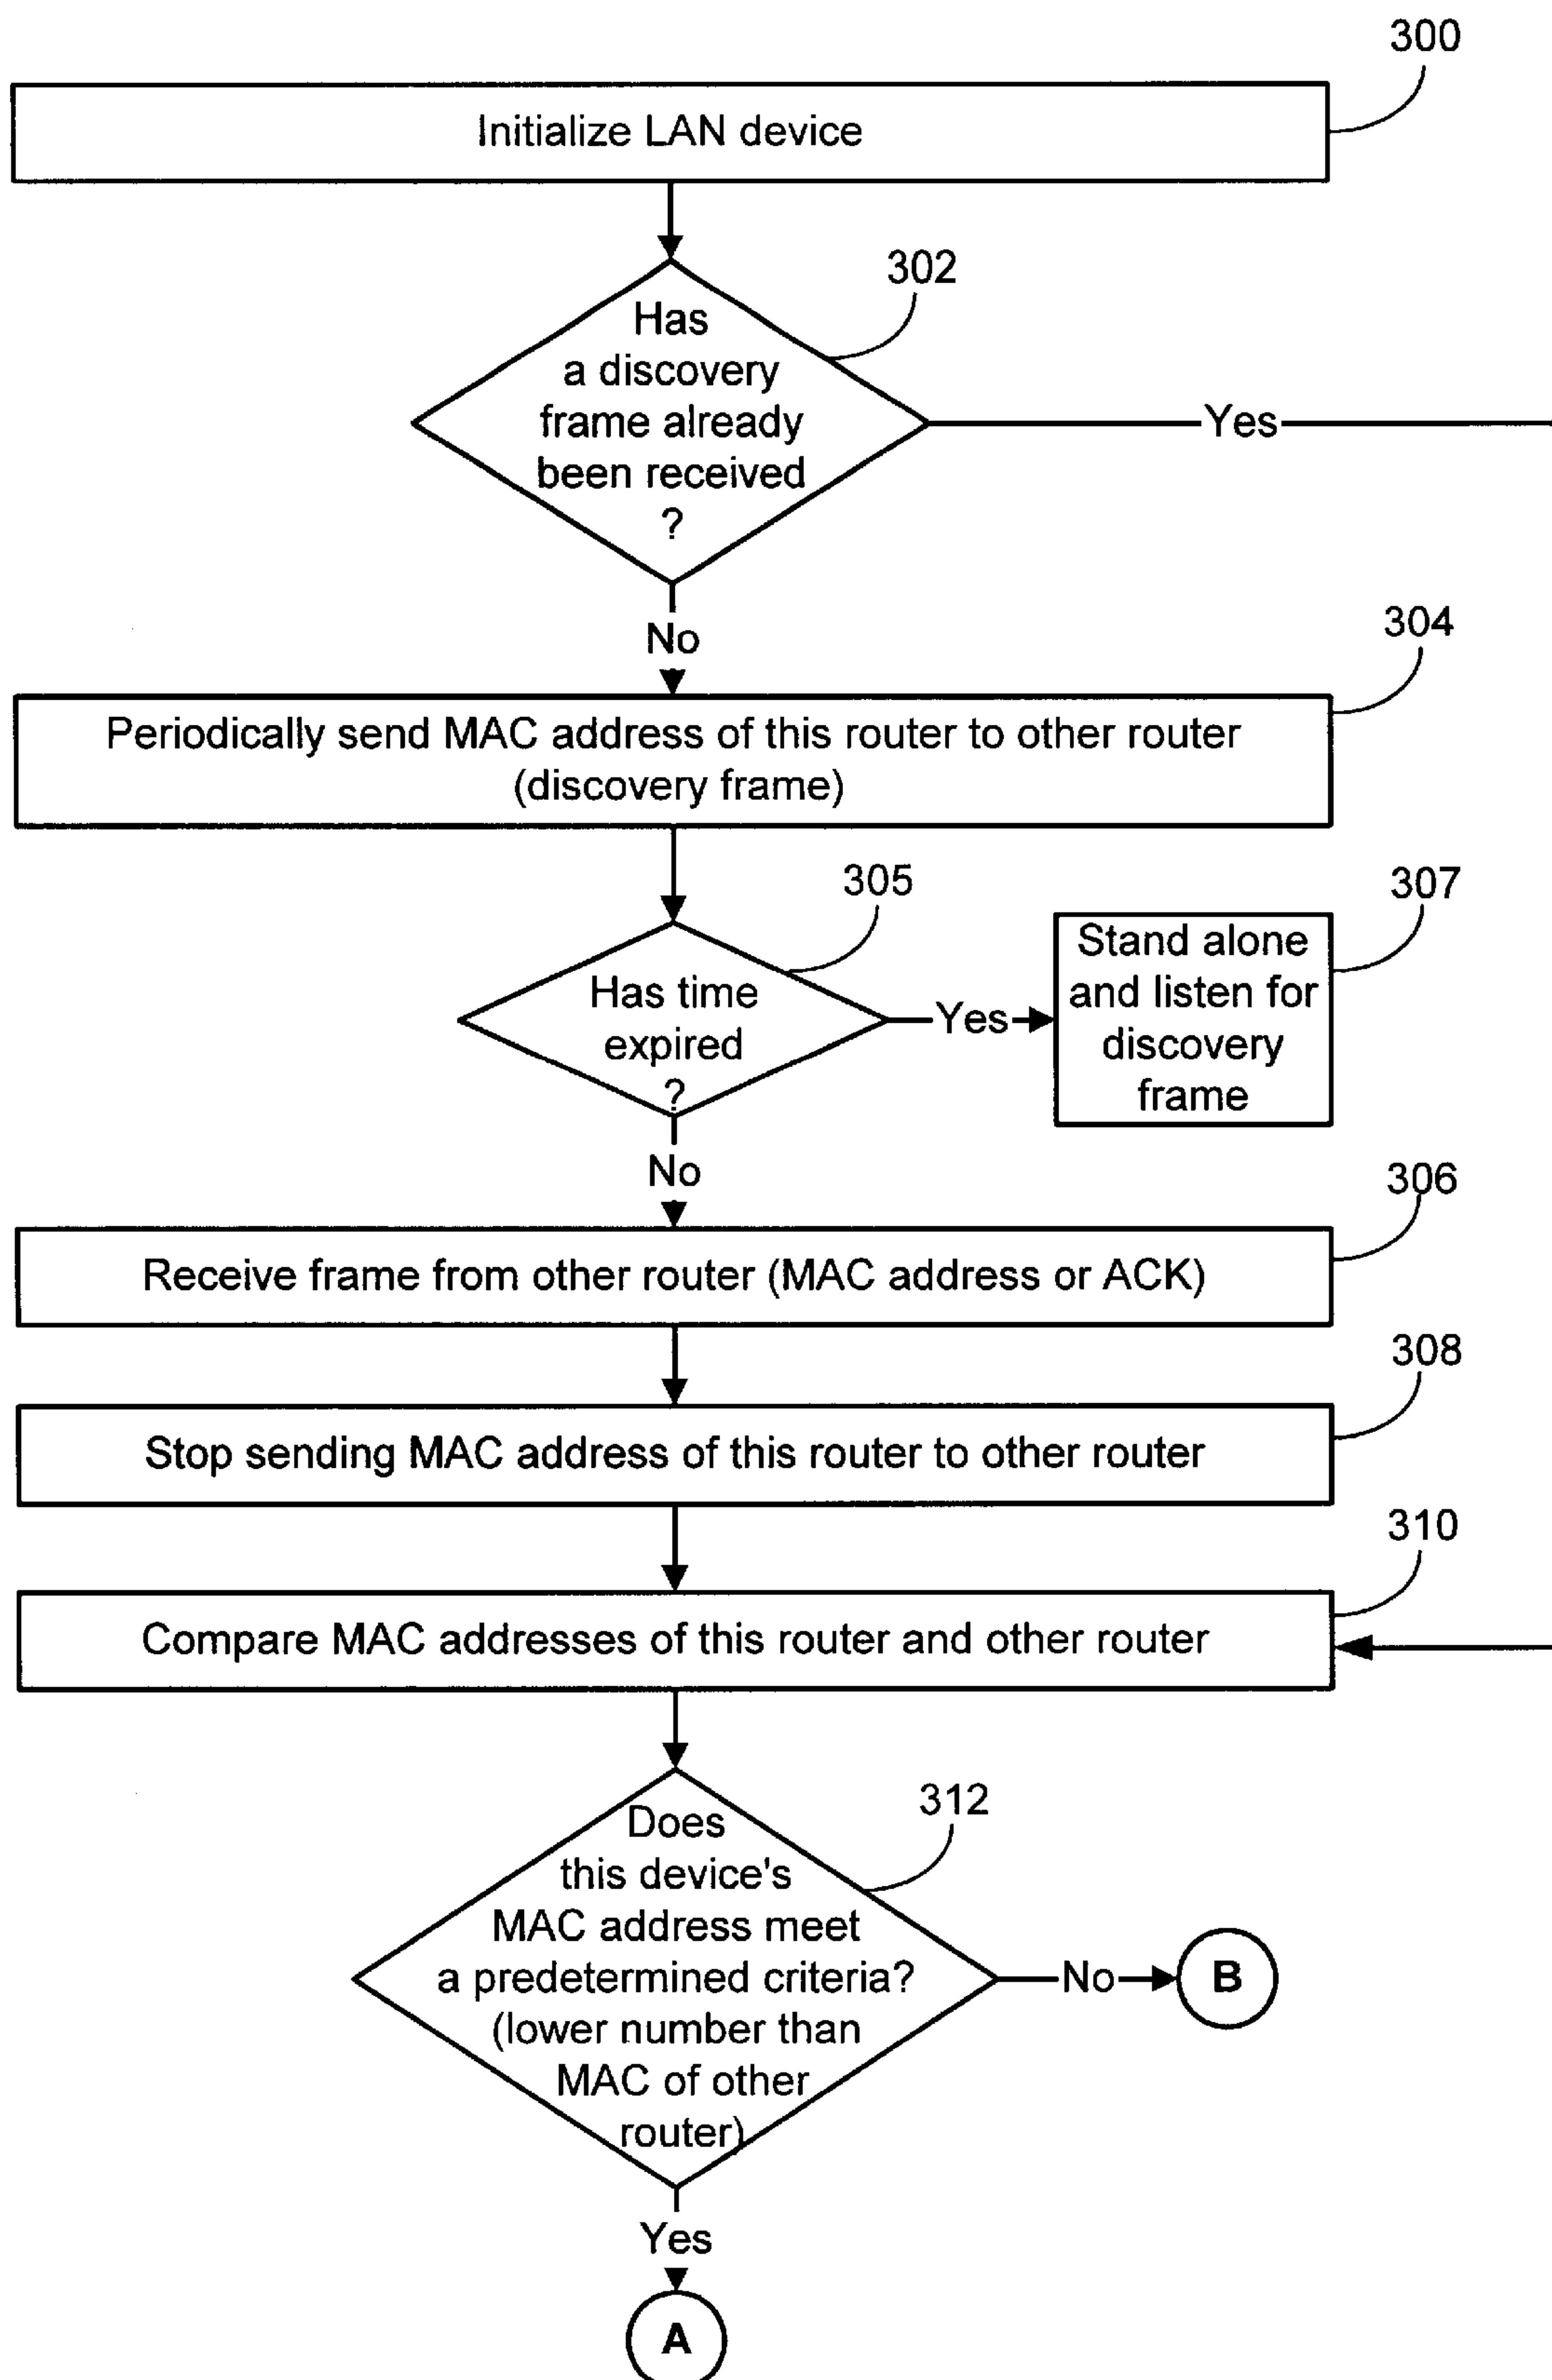 300
Initialize LAN device
302
Has
a discovery
frame already
been received
?
Yes
No
304
Periodically send MAC address of this router to other router
(discovery frame)
305
307
Has time
expired
?
Yes
Stand alone
and listen for
discovery
frame
No
306
Receive frame from other router (MAC address or ACK)
308
Stop sending MAC address of this router to other router
310
Compare MAC addresses of this router and other router
312
Does
this device's
MAC address meet
a predetermined criteria?
(lower number than
MAC of other
router)
No
B
Yes
A